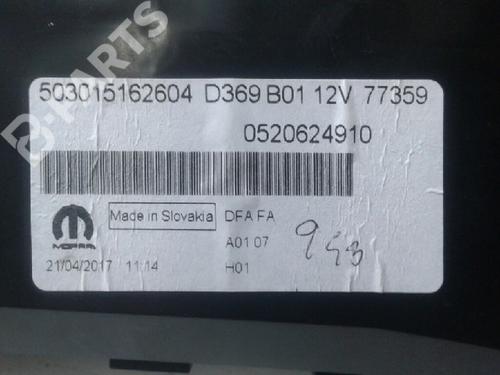 B-PARTS
503015162604 D369 B01 12V 77359
0520624910
MOPAR
Made in Slovakia
DFA FA
A01 07
21/04/2017 11:14
H01